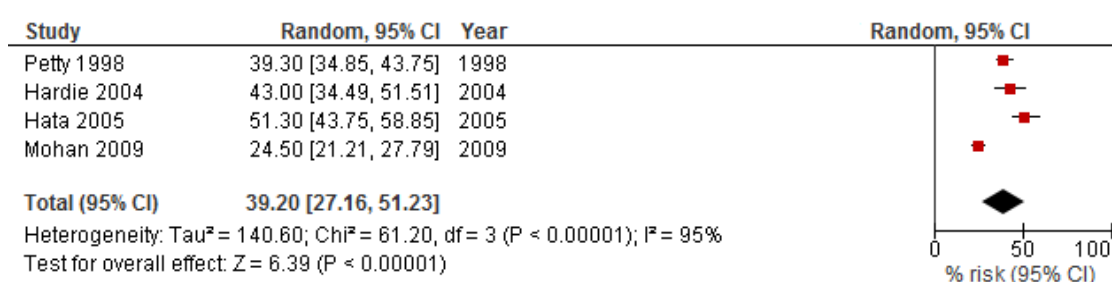 Study Random, 95% CI Year Random, 95% CI
Petty 1998 39.30 [34.85, 43.75] 1998
Hardie 2004 43.00 [34.49, 51.51] 2004
Hata 2005 51.30 [43.75, 58.85] 2005
Mohan 2009 24.50 [21.21, 27.79] 2009
Total (95% CI) 39.20 [27.16, 51.23]
Heterogeneity: Tau² = 140.60; Chi² = 61.20, df = 3 (P < 0.00001); I² = 95%
Test for overall effect: Z = 6.39 (P < 0.00001)
0 50 100
% risk (95% CI)